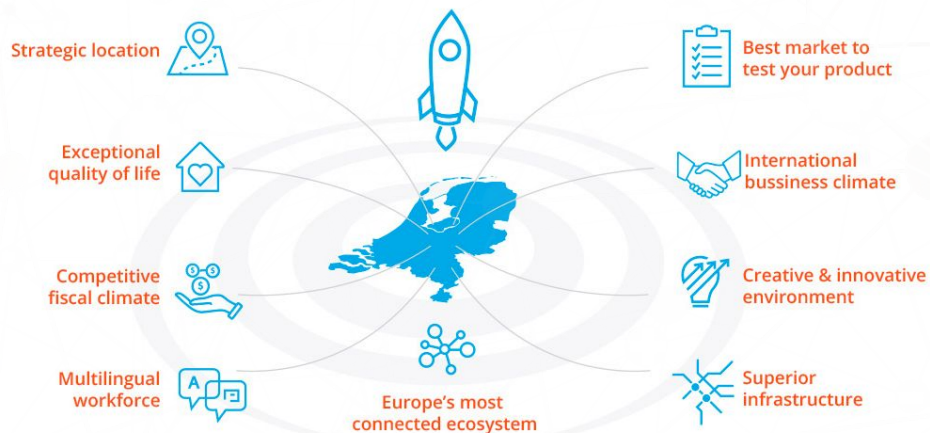 Strategic location
Best market to
test your product
Exceptional
quality of life
International
bussiness climate
Competitive
fiscal climate
$ $
$
Creative & innovative
environment
Multilingual
workforce
A
Europe's most
connected ecosystem
Superior
infrastructure